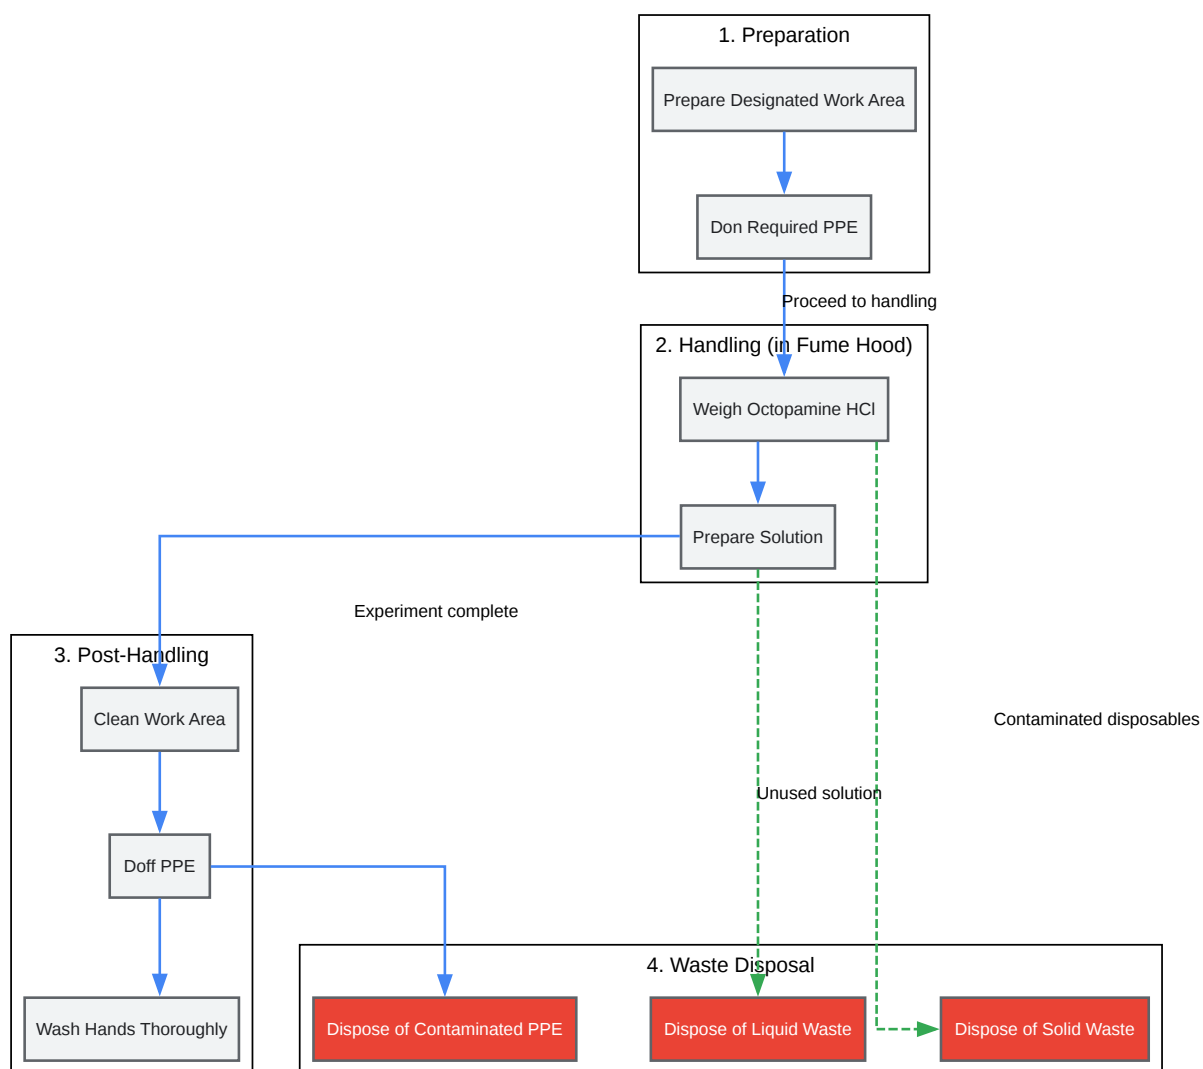 1. Preparation
Prepare Designated Work Area
Don Required PPE
Proceed to handling
2. Handling (in Fume Hood)
Weigh Octopamine HCl
Prepare Solution
Experiment complete
3. Post-Handling
Clean Work Area
Contaminated disposables
Unused solution
Doff PPE
4. Waste Disposal
Wash Hands Thoroughly
Dispose of Contaminated PPE
Dispose of Liquid Waste
Dispose of Solid Waste